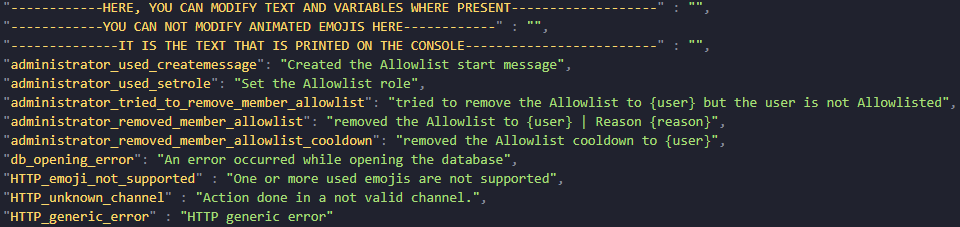 "------------HERE, YOU CAN MODIFY TEXT AND VARIABLES WHERE PRESENT-------------------" : "",
"------------YOU CAN NOT MODIFY ANIMATED EMOJIS HERE------------" : "",
"--------------IT IS THE TEXT THAT IS PRINTED ON THE CONSOLE-------------------------" : "",
"administrator_used_createmessage": "Created the Allowlist start message",
"administrator_used_setrole": "Set the Allowlist role",
"administrator_tried_to_remove_member_allowlist": "tried to remove the Allowlist to {user} but the user is not Allowlisted",
"administrator_removed_member_allowlist": "removed the Allowlist to {user} | Reason {reason}",
"administrator_removed_member_allowlist_cooldown": "removed the Allowlist cooldown to {user}",
"db_opening_error": "An error occurred while opening the database",
"HTTP_emoji_not_supported" : "One or more used emojis are not supported",
"HTTP_unknown_channel" : "Action done in a not valid channel.",
"HTTP_generic_error" : "HTTP generic error"